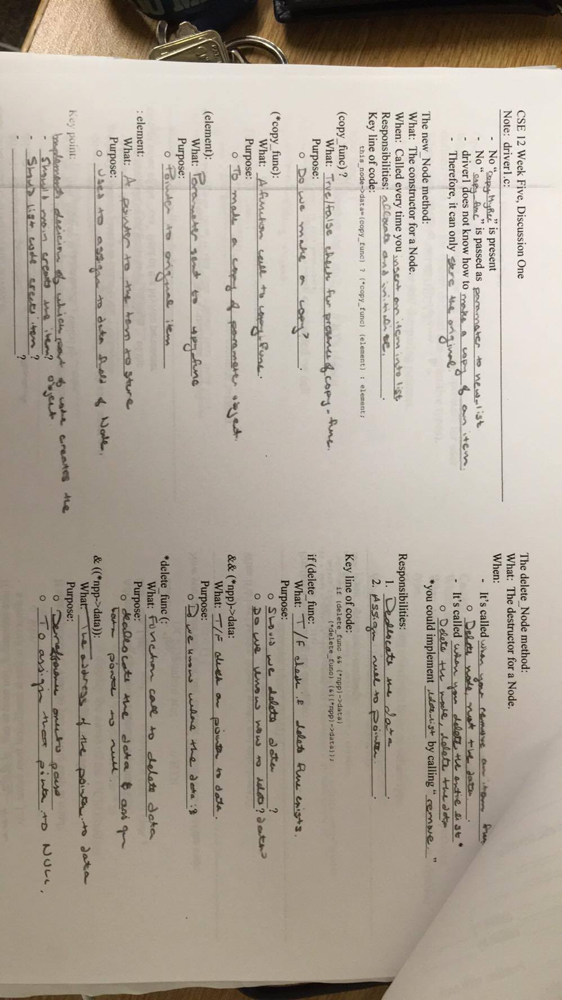 CSE 12 Week Five, Discussion One
Note: driver1.c:
- No "copy MyRec" is present
- No "copy func" is passed as paramater to new_list
- driver1 does not know how to make a copy of an item.
- Therefore, it can only store the original.
The new_Node method:
What: The constructor for a Node.
When: Called every time you insert an item into list
Responsibilities: allocate and initialize.
Key line of code:
this_node->data=(copy_func) ? (*copy_func) (element) : element;
(copy_func) ?
What: True/False check for presence of copy-func.
Purpose:
o Do we make a copy?
(*copy_func):
What: A function call to copy_func.
Purpose:
o To make a copy of parameter object.
(element):
What: Parameter sent to copy_func
Purpose:
o Pointer to original item
: element:
What: A pointer to the item to store
Purpose:
o used to assign to data field of Node.
Key point:
decision of which part of code creates the object
- Should main create the item?
- Should list code create item?
- ?
The delete_Node method:
What: The destructor for a Node.
When:
- It's called when you remove an item from
o Delete node, not the data.
- It's called when you delete the entire list *
o Delete the node, delete the data
*you could implement delete list by calling "remove."
Responsibilities:
1. Deallocate the data.
2. Assign null to pointer.
Key line of code:
if (delete_func && (*npp)->data)
(*delete_func) (&((*npp)->data));
if (delete_func:
What: T/F check if delete func exists.
Purpose:
o Should we delete data ?
o Do we know how to delete? data?
&& (*npp)->data:
What: T/F check on pointer to data.
Purpose:
o Do we know where the data is
*delete_func (:
What: Function call to delete data
Purpose:
o deallocate the data & assign
data pointer to null.
& ((*npp->data)):
What: The address of the pointer to data
Purpose:
o Dereference onto pass
o To assign that pointer to NULL.